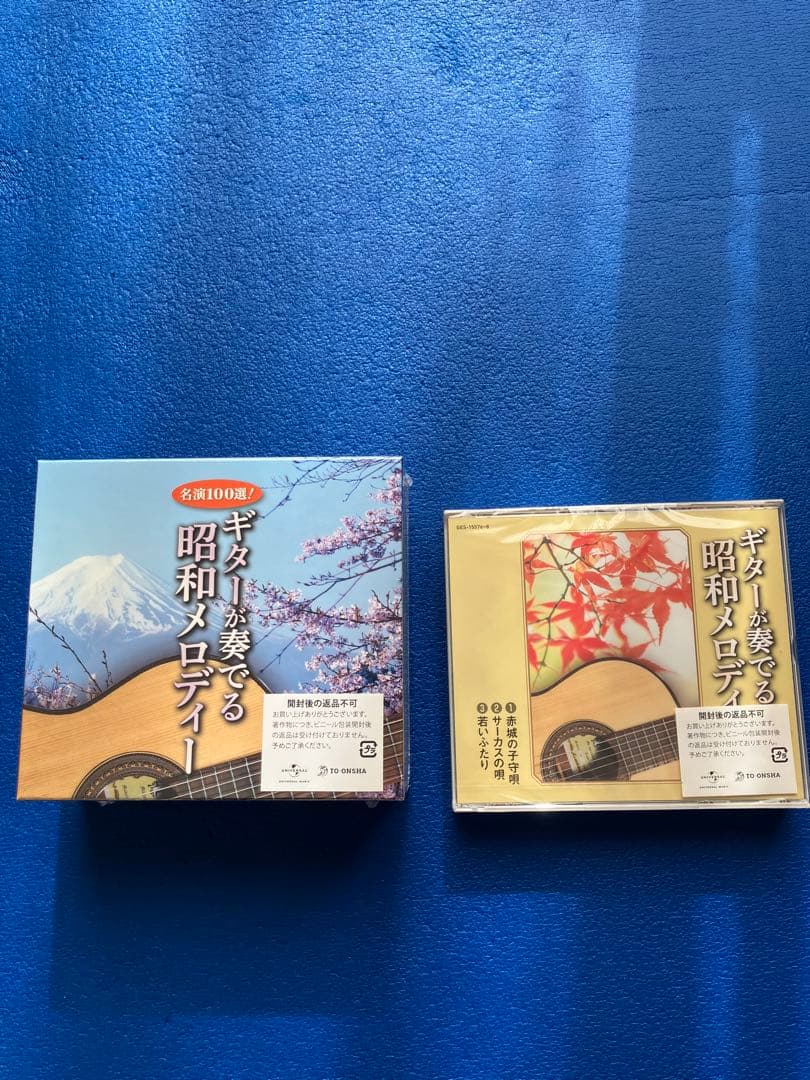 名演100選!
ギターが奏でる
昭和メロディー
開封後の返品不可
お買い上げありがとうございます。
著作物につき、ビニール包装開封後
の返品は受け付けておりません。
予めご了承ください。
UNIVERSAL
UNIVERSAL MUSIC
TO ONSHA
ギターが奏でる
昭和メロディ
❶赤城の子守唄
❷サーカスの唄
❸若いふたり
開封後の返品不可
お買い上げありがとうございます。
著作物につき、ビニール包装開封後
の返品は受け付けておりません。
予めご了承ください。
UNIVERSAL
UNIVERSAL MUSIC
TO ONSHA